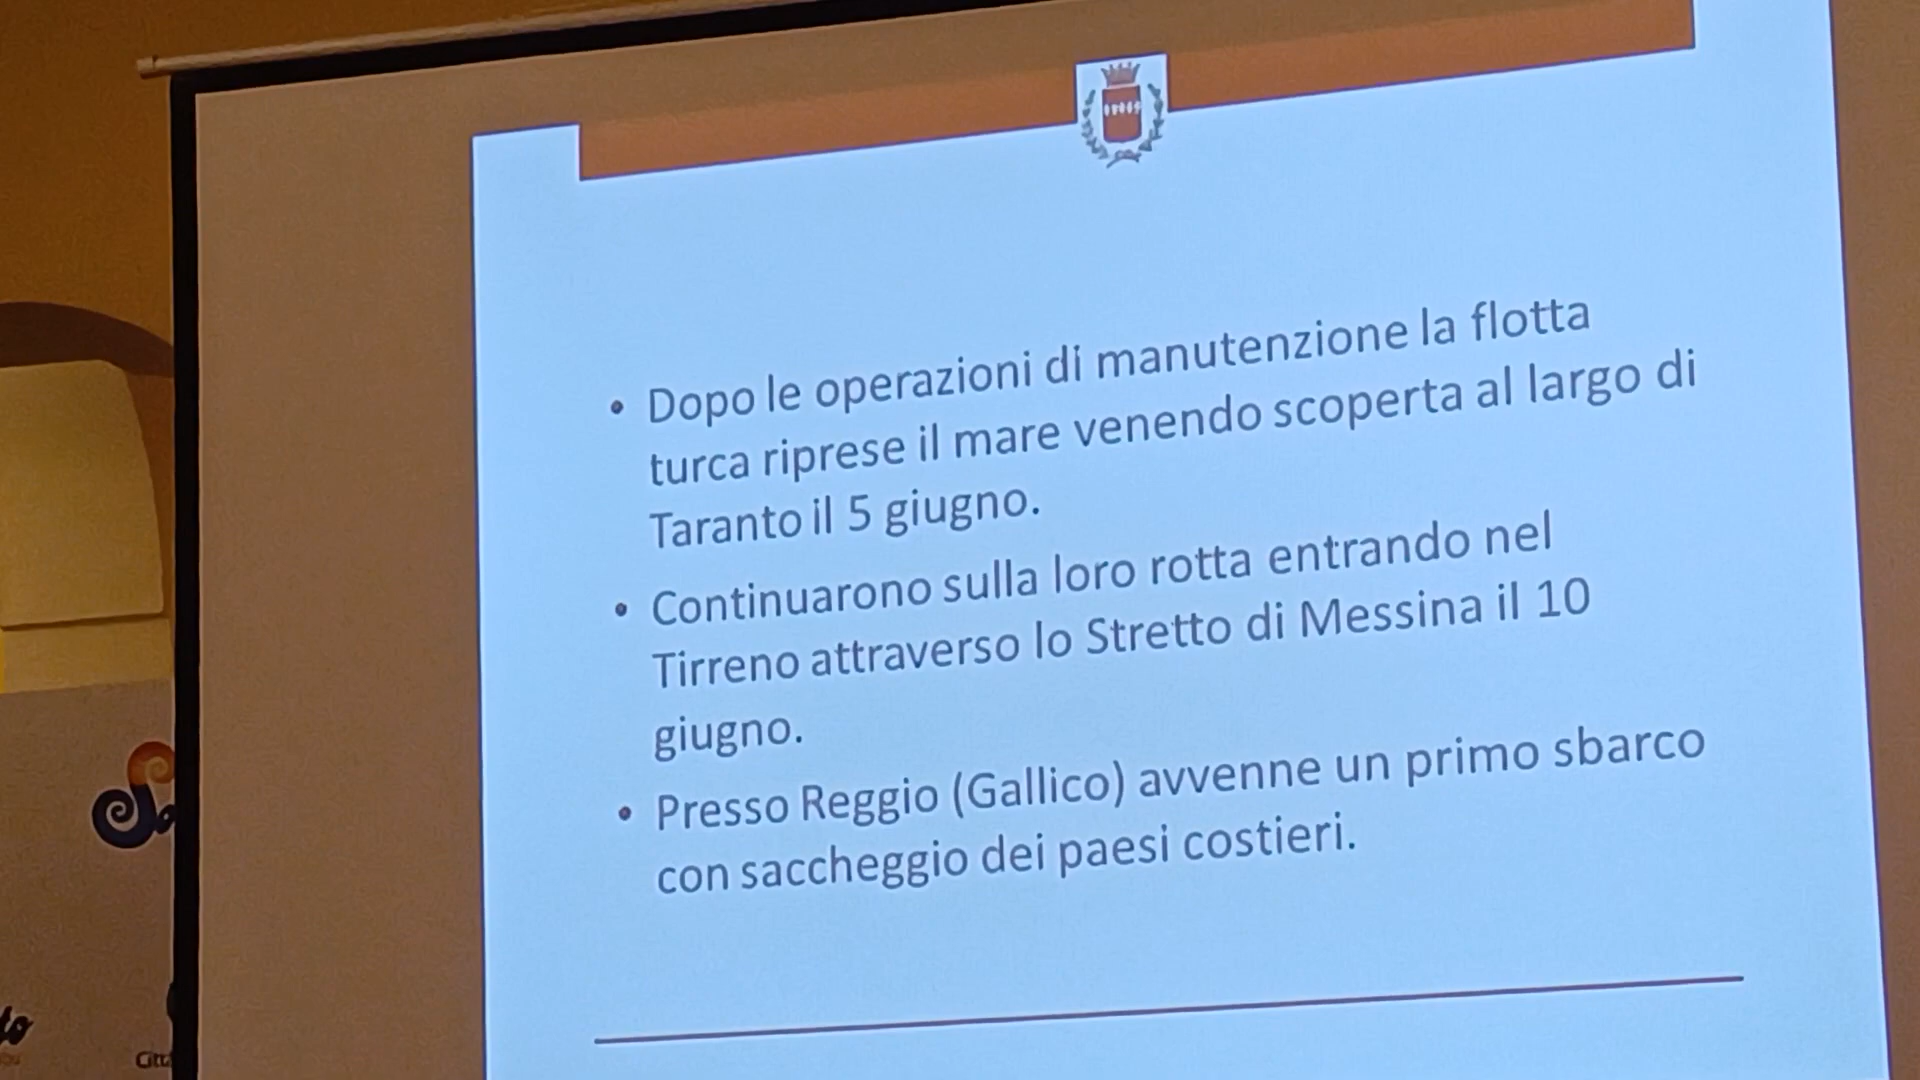 • Dopo le operazioni di manutenzione la flotta
turca riprese il mare venendo scoperta al largo di
Taranto il 5 giugno.
• Continuarono sulla loro rotta entrando nel
Tirreno attraverso lo Stretto di Messina il 10
giugno.
• Presso Reggio (Gallico) avvenne un primo sbarco
con saccheggio dei paesi costieri.